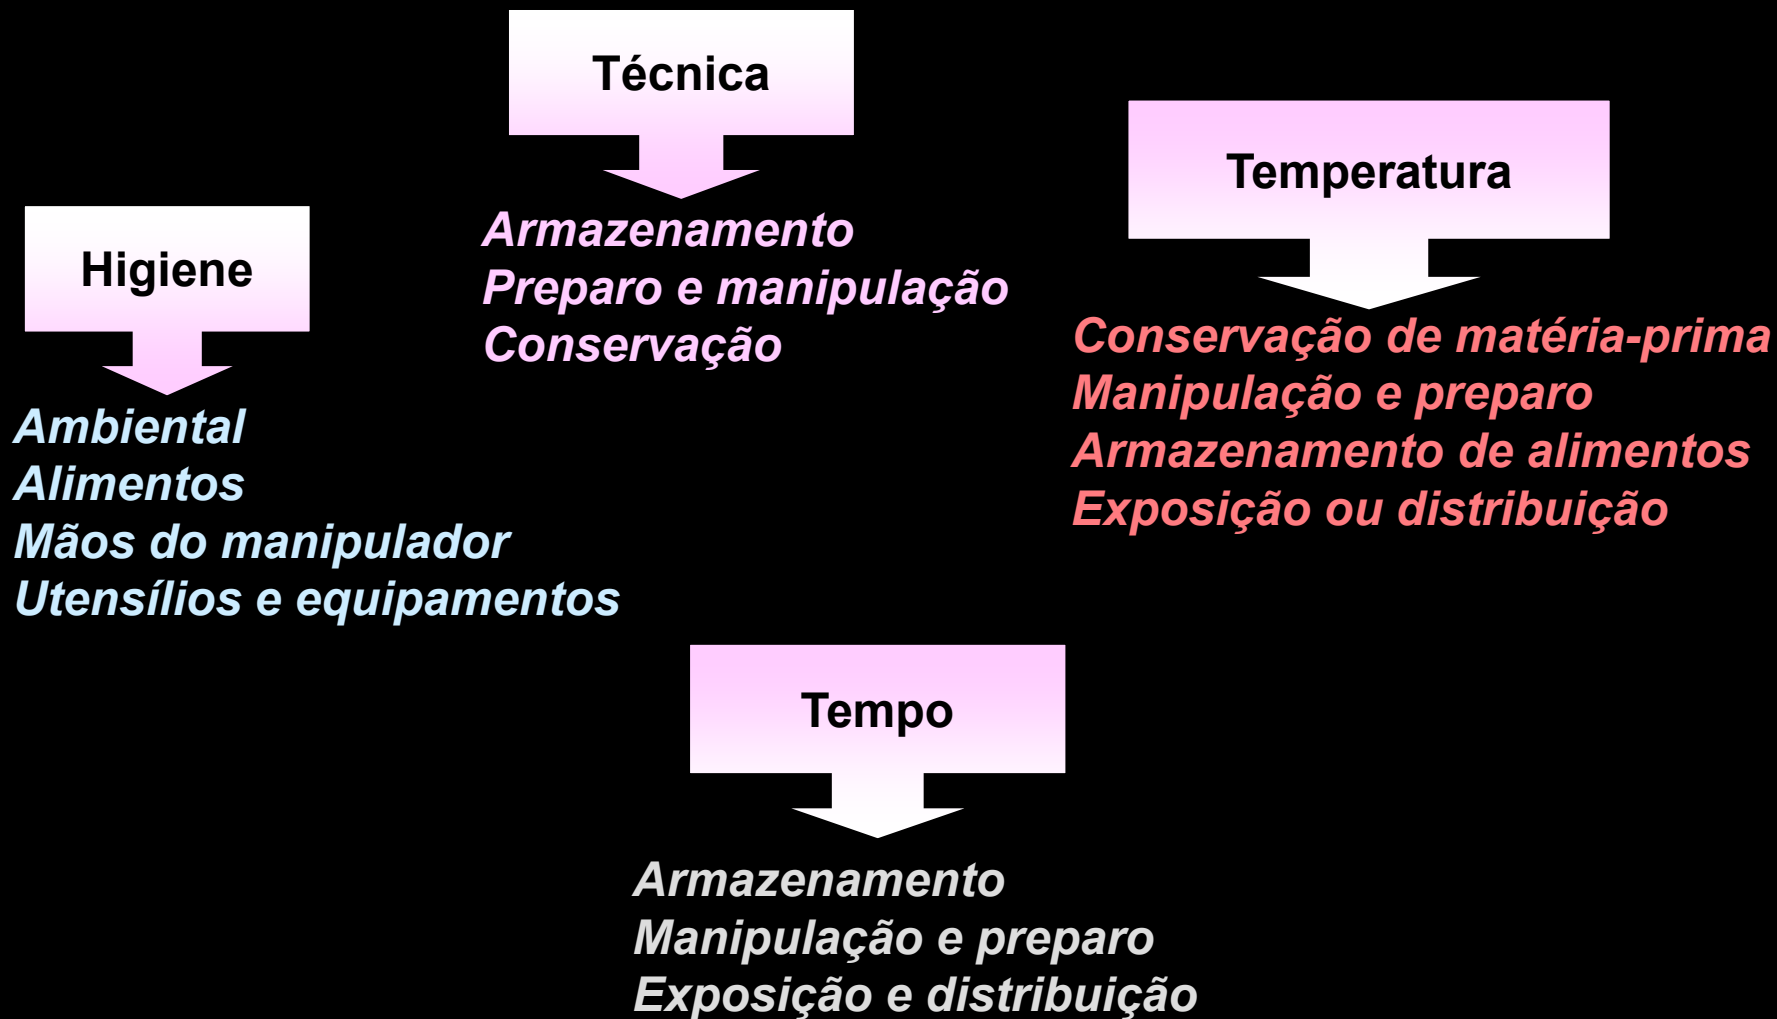 Técnica
Armazenamento
Preparo e manipulação
Conservação
Temperatura
Conservação de matéria-prima
Manipulação e preparo
Armazenamento de alimentos
Exposição ou distribuição
Higiene
Ambiental
Alimentos
Mãos do manipulador
Utensílios e equipamentos
Tempo
Armazenamento
Manipulação e preparo
Exposição e distribuição